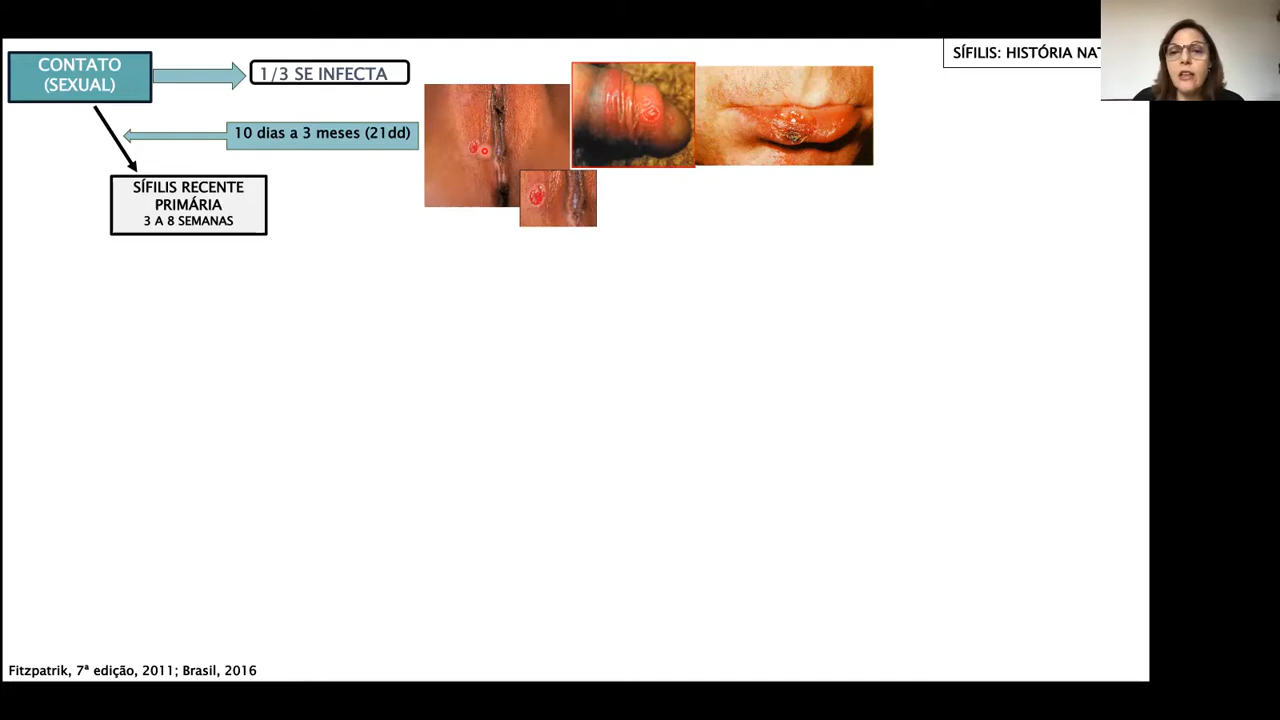 CONTATO
(SEXUAL)
1/3 SE INFECTA
SÍFILIS: HISTÓRIA
10 dias a 3 meses (21dd)
SÍFILIS RECENTE
PRIMÁRIA
3 A 8 SEMANAS
Fitzpatrik, 7ª edição, 2011; Brasil, 2016